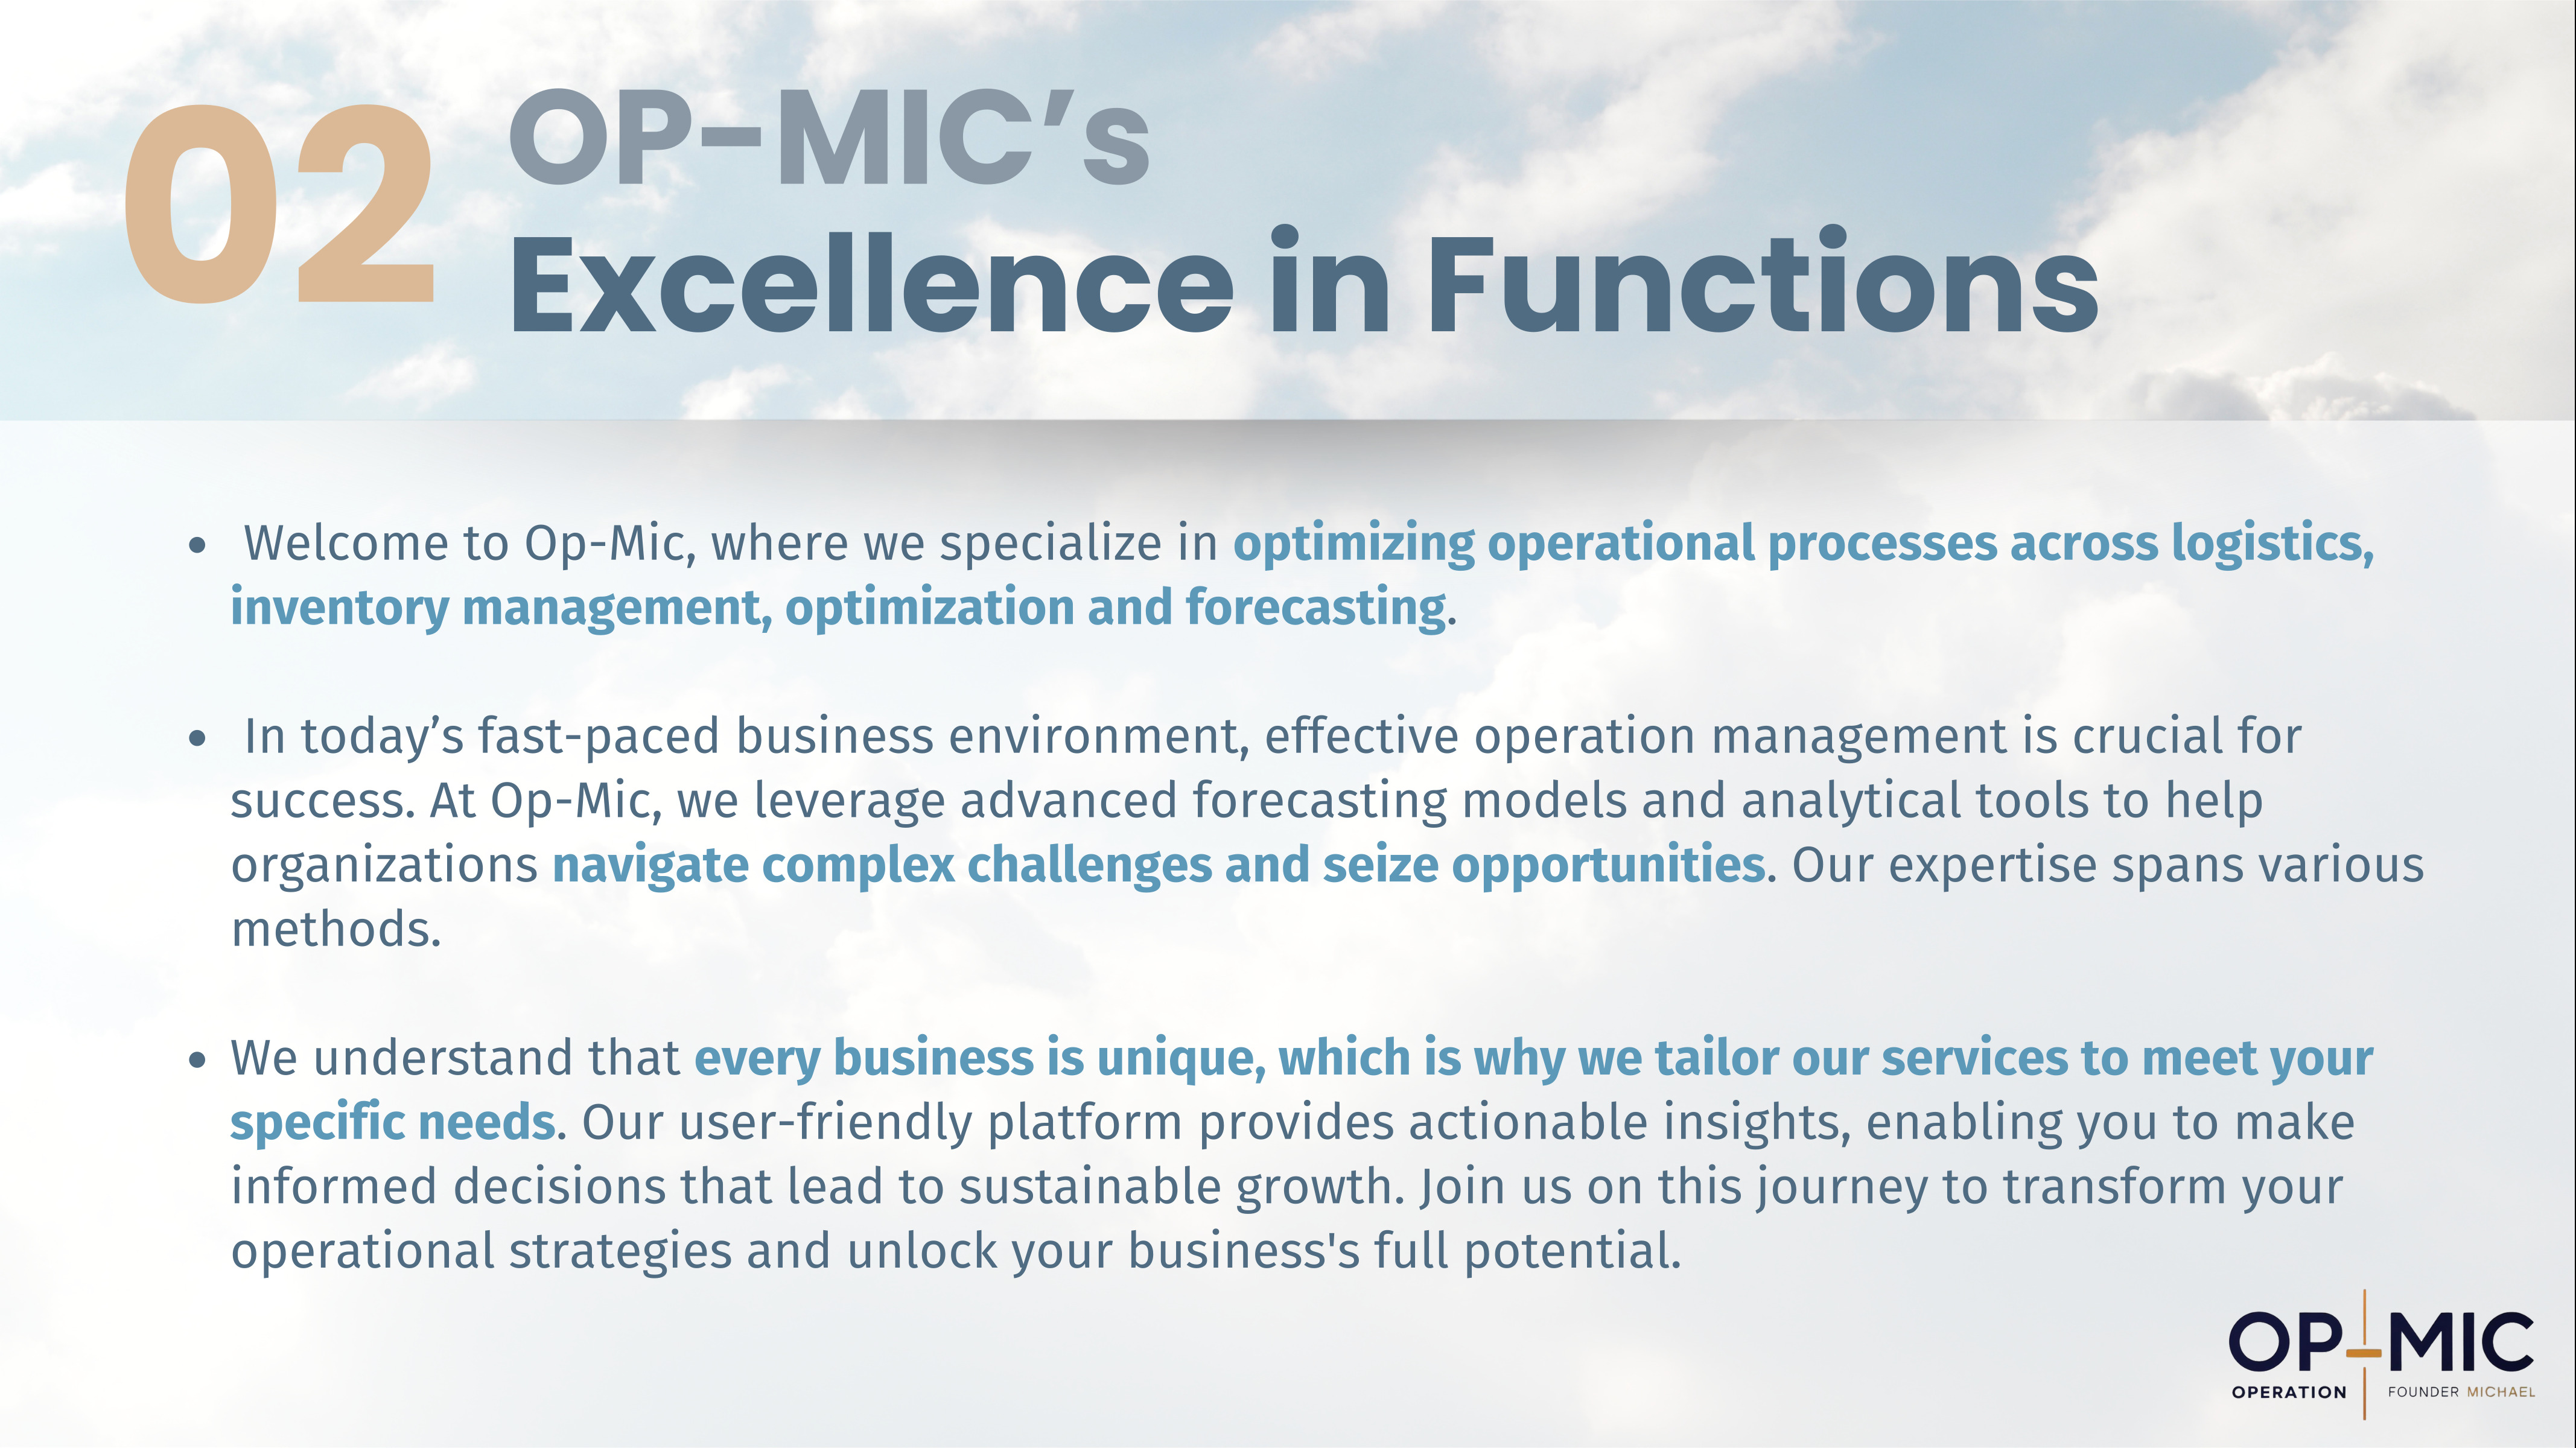 02
OP-MIC’s
Excellence in Functions
• Welcome to Op-Mic, where we specialize in optimizing operational processes across logistics,
inventory management, optimization and forecasting.
• In today’s fast-paced business environment, effective operation management is crucial for
success. At Op-Mic, we leverage advanced forecasting models and analytical tools to help
organizations navigate complex challenges and seize opportunities. Our expertise spans various
methods.
• We understand that every business is unique, which is why we tailor our services to meet your
specific needs. Our user-friendly platform provides actionable insights, enabling you to make
informed decisions that lead to sustainable growth. Join us on this journey to transform your
operational strategies and unlock your business's full potential.
OP-MIC
OPERATION FOUNDER MICHAEL